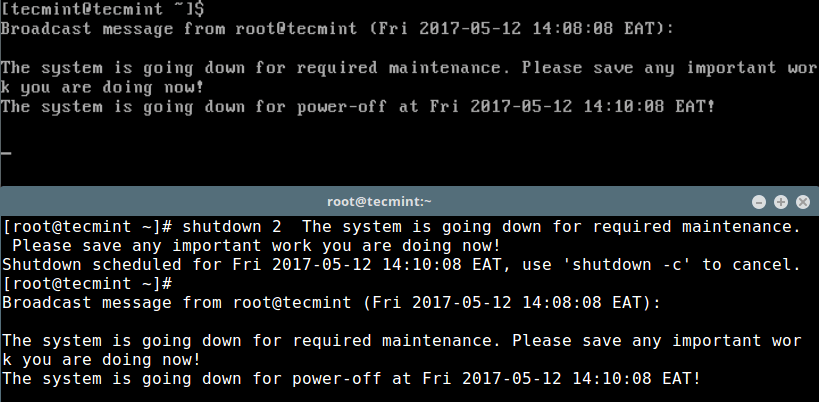 [tecmint@tecmint ~]$
Broadcast message from root@tecmint (Fri 2017-05-12 14:08:08 EAT):
The system is going down for required maintenance. Please save any important wor
k you are doing now!
The system is going down for power-off at Fri 2017-05-12 14:10:08 EAT!
root@tecmint:~
[root@tecmint ~]# shutdown 2  The system is going down for required maintenance.
 Please save any important work you are doing now!
Shutdown scheduled for Fri 2017-05-12 14:10:08 EAT, use 'shutdown -c' to cancel.
[root@tecmint ~]#
Broadcast message from root@tecmint (Fri 2017-05-12 14:08:08 EAT):
The system is going down for required maintenance. Please save any important wor
k you are doing now!
The system is going down for power-off at Fri 2017-05-12 14:10:08 EAT!